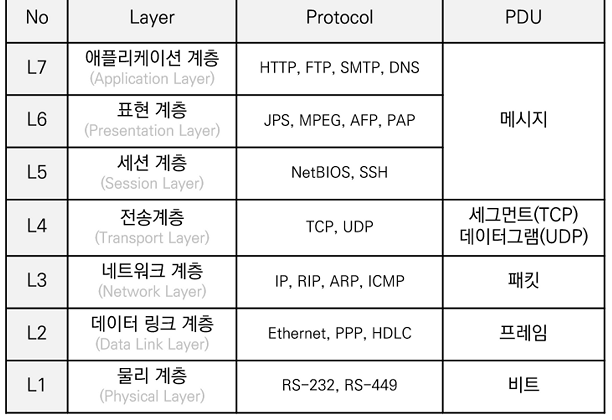 No Layer Protocol PDU
L7 애플리케이션 계층 (Application Layer) HTTP, FTP, SMTP, DNS
L6 표현 계층 (Presentation Layer) JPS, MPEG, AFP, PAP 메시지
L5 세션 계층 (Session Layer) NetBIOS, SSH
L4 전송계층 (Transport Layer) TCP, UDP 세그먼트(TCP) 데이터그램(UDP)
L3 네트워크 계층 (Network Layer) IP, RIP, ARP, ICMP 패킷
L2 데이터 링크 계층 (Data Link Layer) Ethernet, PPP, HDLC 프레임
L1 물리 계층 (Physical Layer) RS-232, RS-449 비트